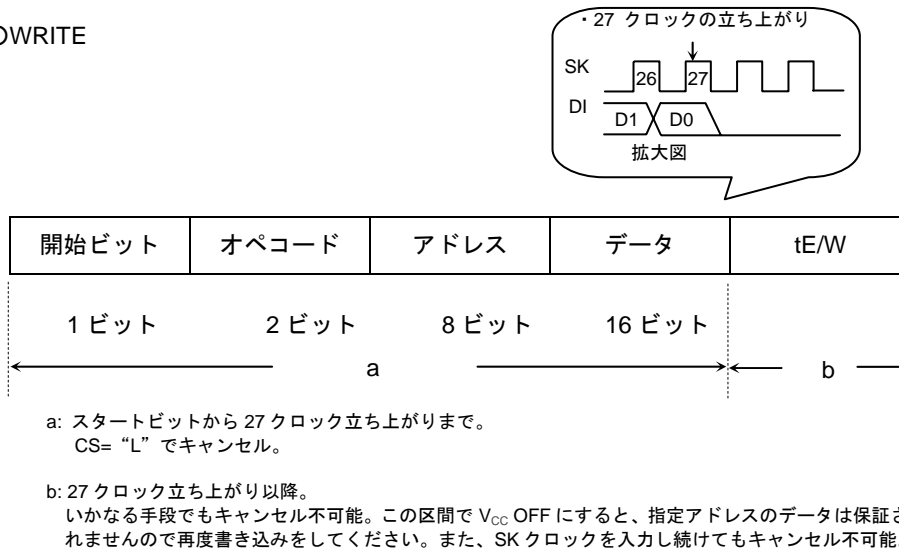 ○WRITE
・27 クロックの立ち上がり
SK 26 27
DI D1 D0
拡大図
開始ビット オペコード アドレス データ tE/W
1 ビット 2 ビット 8 ビット 16 ビット
a b
a: スタートビットから 27 クロック立ち上がりまで。
CS= “L” でキャンセル。
b: 27 クロック立ち上がり以降。
いかなる手段でもキャンセル不可能。この区間で VCC OFF にすると、指定アドレスのデータは保証さ
れませんので再度書き込みをしてください。また、SK クロックを入力し続けてもキャンセル不可能